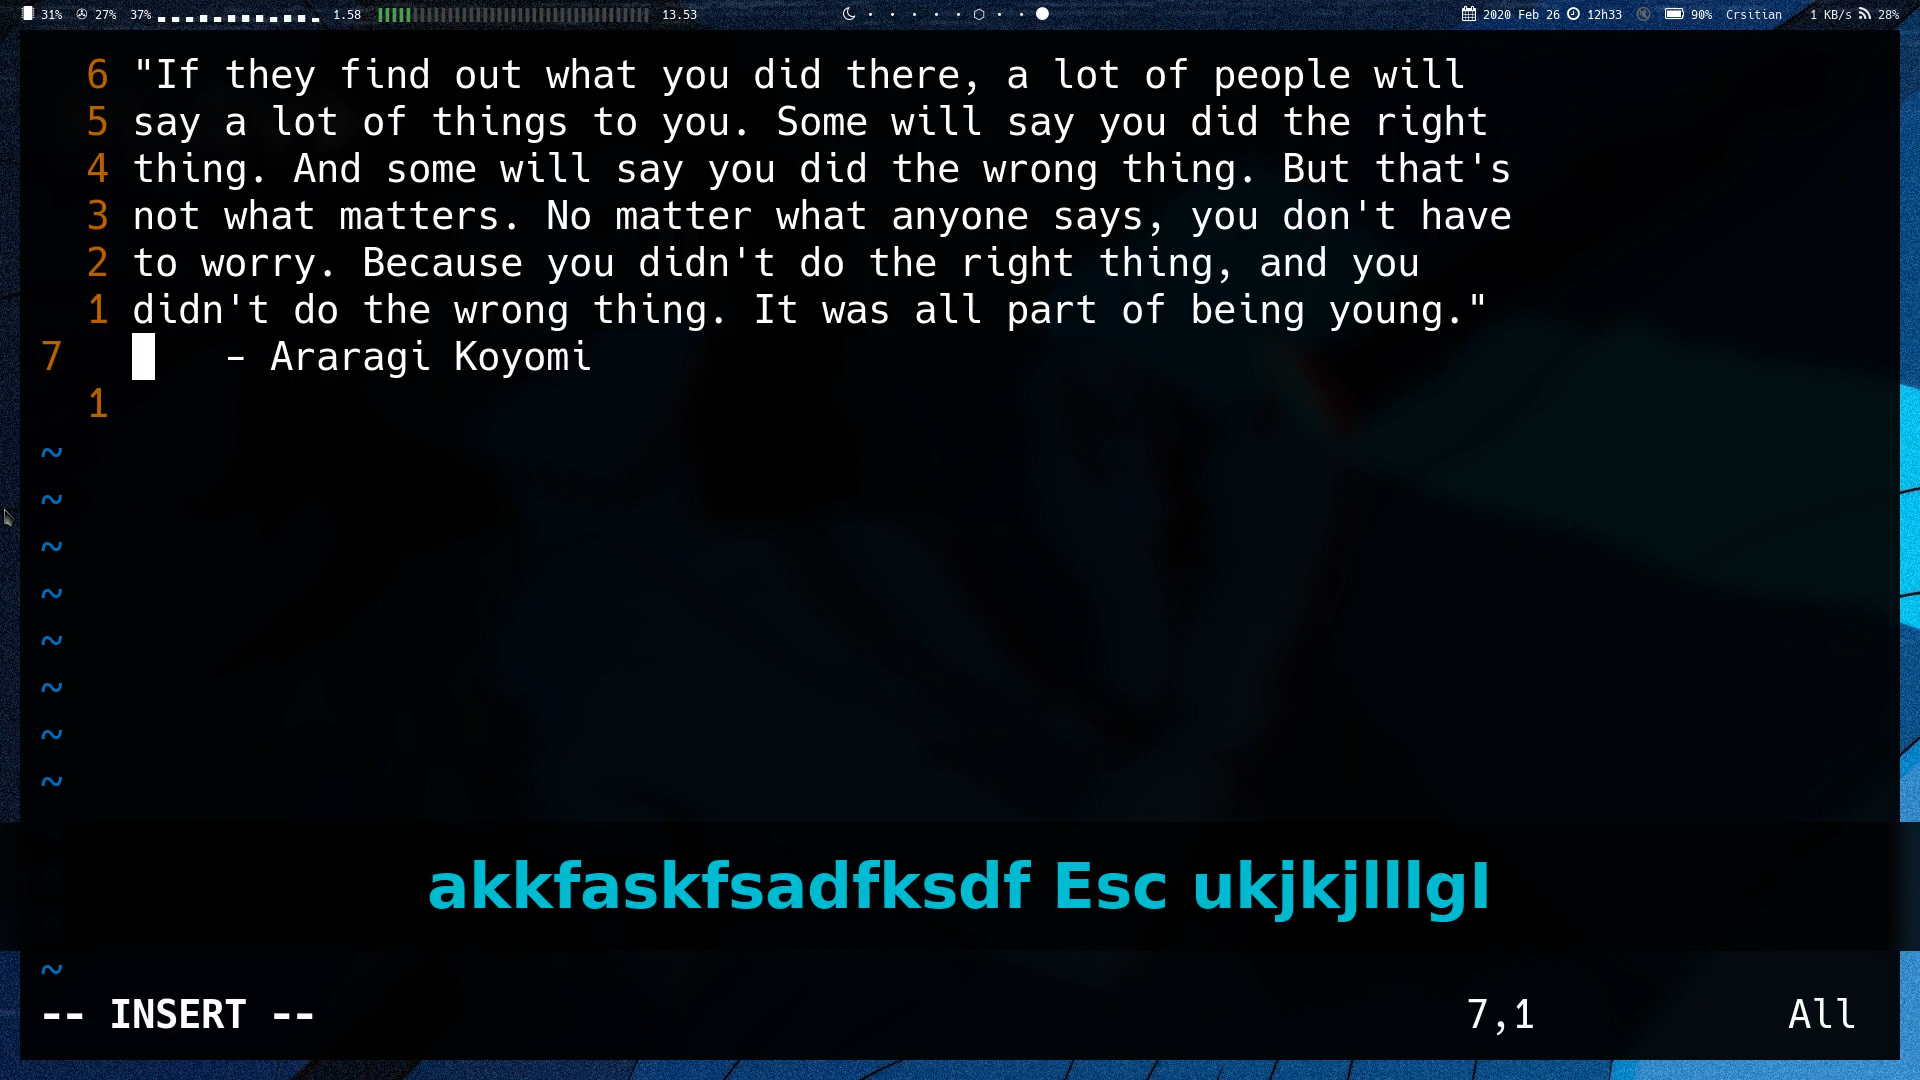 31% 27% 37% 1.58 13.53 2020 Feb 26 12h33 90% Crsitian 1 KB/s 28%
6 "If they find out what you did there, a lot of people will
5 say a lot of things to you. Some will say you did the right
4 thing. And some will say you did the wrong thing. But that's
3 not what matters. No matter what anyone says, you don't have
2 to worry. Because you didn't do the right thing, and you
1 didn't do the wrong thing. It was all part of being young."
7 - Araragi Koyomi
1
~
~
~
~
~
~
~
~
akkfaskfsadfksdf Esc ukjkjlllgI
~
-- INSERT -- 7,1 All